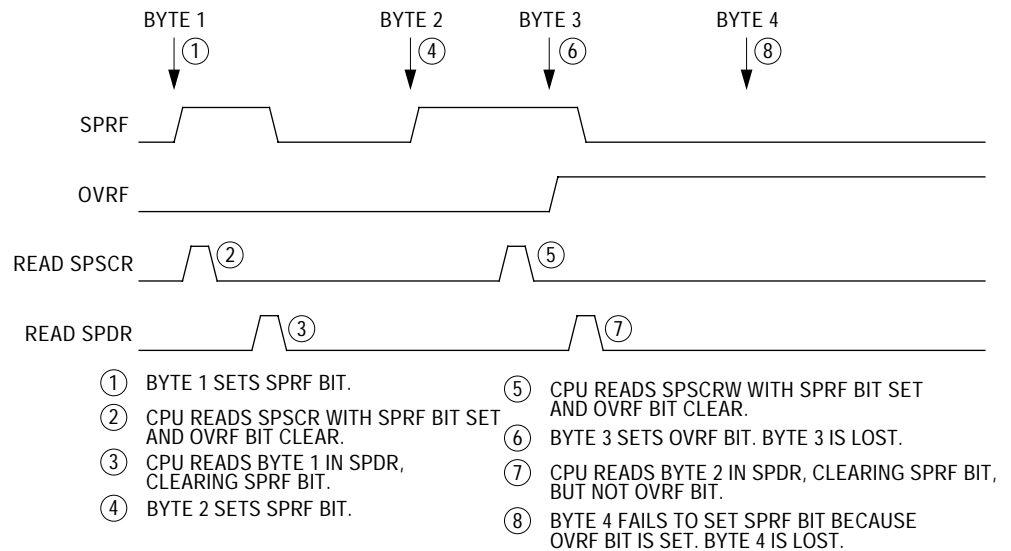 BYTE 1 BYTE 2 BYTE 3 BYTE 4
1 4 6 8
SPRF
OVRF
READ SPSCR 2 5
READ SPDR 3 7
1 BYTE 1 SETS SPRF BIT.
2 CPU READS SPSCR WITH SPRF BIT SET
AND OVRF BIT CLEAR.
3 CPU READS BYTE 1 IN SPDR,
CLEARING SPRF BIT.
4 BYTE 2 SETS SPRF BIT.
5 CPU READS SPSCRW WITH SPRF BIT SET
AND OVRF BIT CLEAR.
6 BYTE 3 SETS OVRF BIT. BYTE 3 IS LOST.
7 CPU READS BYTE 2 IN SPDR, CLEARING SPRF BIT,
BUT NOT OVRF BIT.
8 BYTE 4 FAILS TO SET SPRF BIT BECAUSE
OVRF BIT IS SET. BYTE 4 IS LOST.